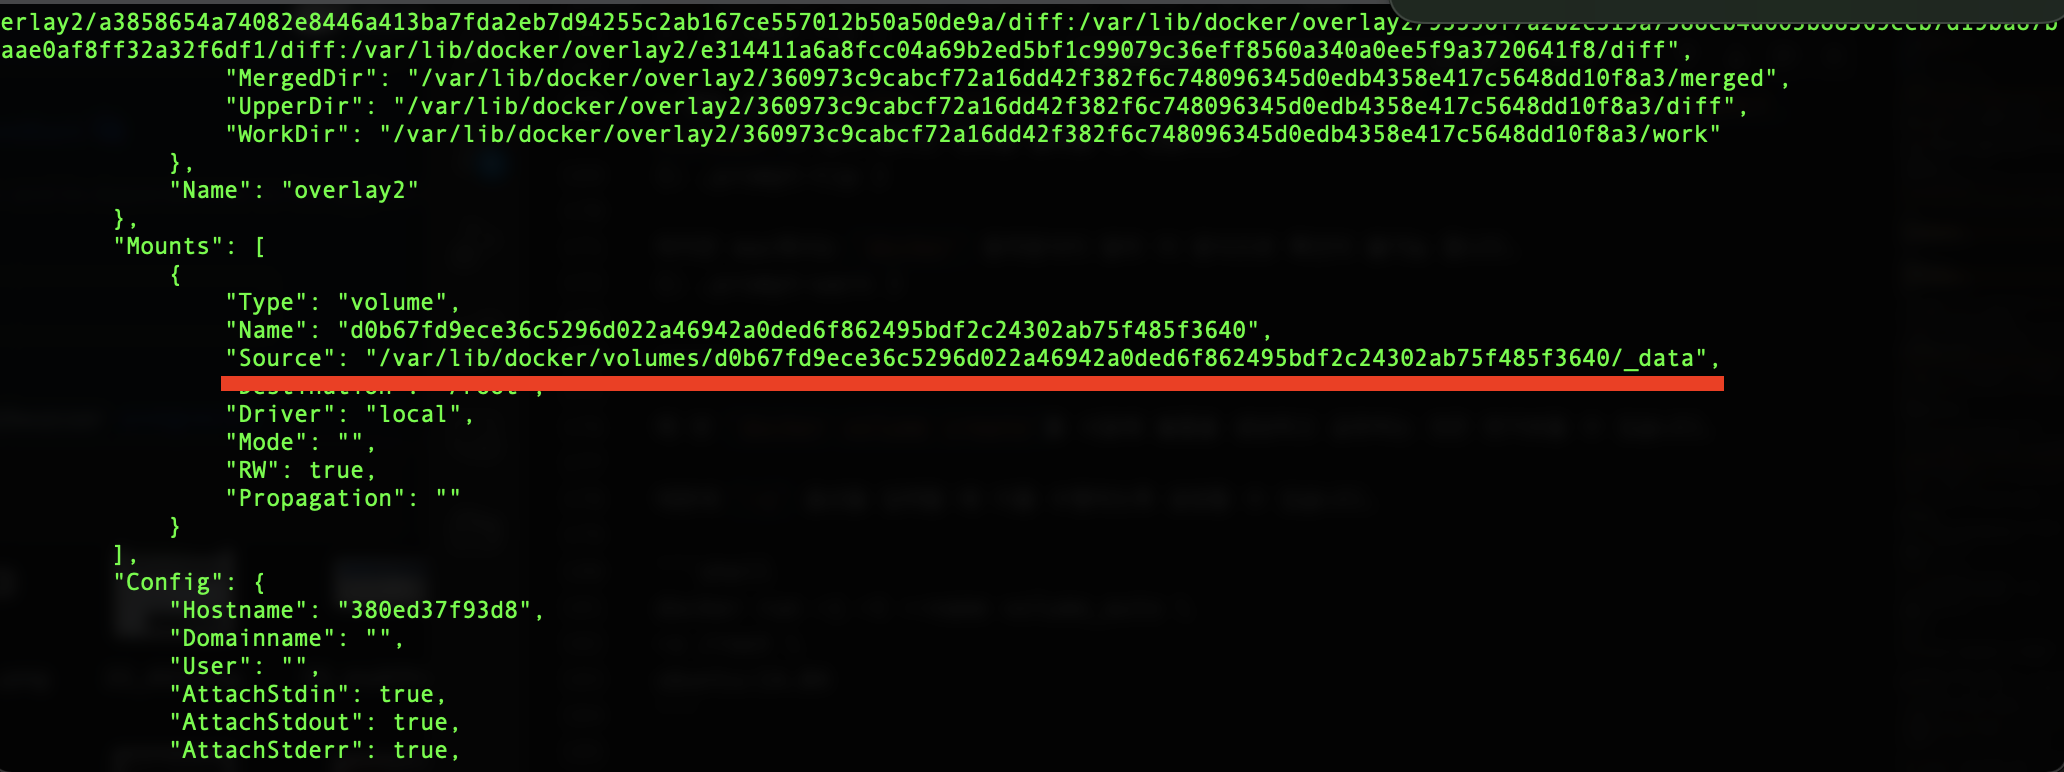 erlay2/a3858654a74082e8446a413ba7fda2eb7d94255c2ab167ce557012b50a50de9a/diff:/var/lib/docker/overlay2/
aae0af8ff32a32f6df1/diff:/var/lib/docker/overlay2/e314411a6a8fcc04a69b2ed5bf1c99079c36eff8560a340a0ee5f9a3720641f8/diff",
"MergedDir": "/var/lib/docker/overlay2/360973c9cabcf72a16dd42f382f6c748096345d0edb4358e417c5648dd10f8a3/merged",
"UpperDir": "/var/lib/docker/overlay2/360973c9cabcf72a16dd42f382f6c748096345d0edb4358e417c5648dd10f8a3/diff",
"WorkDir": "/var/lib/docker/overlay2/360973c9cabcf72a16dd42f382f6c748096345d0edb4358e417c5648dd10f8a3/work"
},
"Name": "overlay2"
},
"Mounts": [
{
"Type": "volume",
"Name": "d0b67fd9ece36c5296d022a46942a0ded6f862495bdf2c24302ab75f485f3640",
"Source": "/var/lib/docker/volumes/d0b67fd9ece36c5296d022a46942a0ded6f862495bdf2c24302ab75f485f3640/_data",
"Destination": "/root",
"Driver": "local",
"Mode": "",
"RW": true,
"Propagation": ""
}
],
"Config": {
"Hostname": "380ed37f93d8",
"Domainname": "",
"User": "",
"AttachStdin": true,
"AttachStdout": true,
"AttachStderr": true,